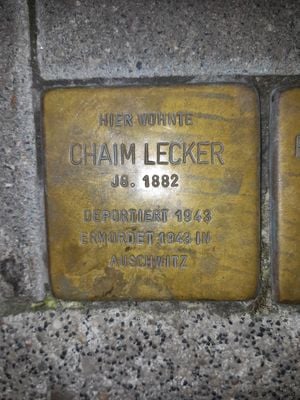 HIER WOHNTE
CHAIM LECKER
JG. 1882
DEPORTIERT 1943
ERMORDET 1943 IN
AUSCHWITZ